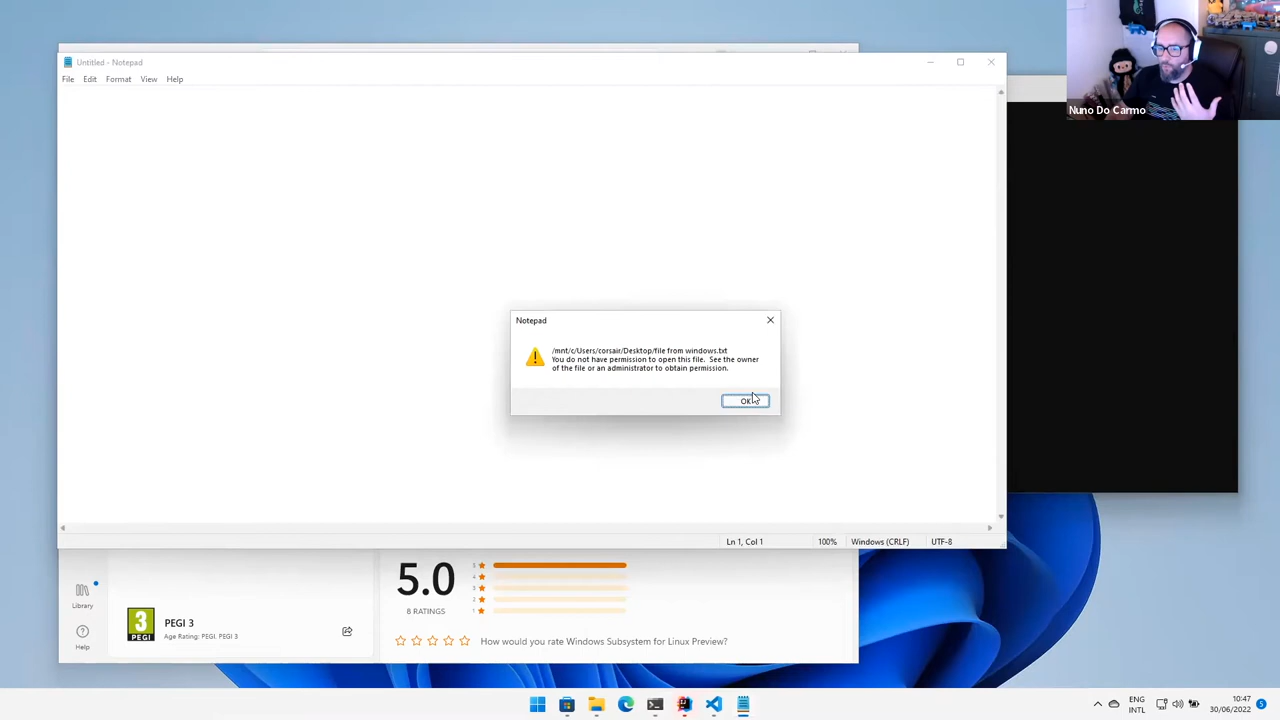 Untitled - Notepad
File Edit Format View Help
Nuno Do Carmo
Notepad
/mnt/c/Users/corsair/Desktop/file from windows.txt
You do not have permission to open this file. See the owner
of the file or an administrator to obtain permission.
OK
Ln 1, Col 1 100% Windows (CRLF) UTF-8
Library
Help
3
PEGI
PEGI 3
Age Rating: PEGI. PEGI 3
5.0
8 RATINGS
5
4
3
2
1
How would you rate Windows Subsystem for Linux Preview?
ENG
INTL
10:47
30/06/2022
5